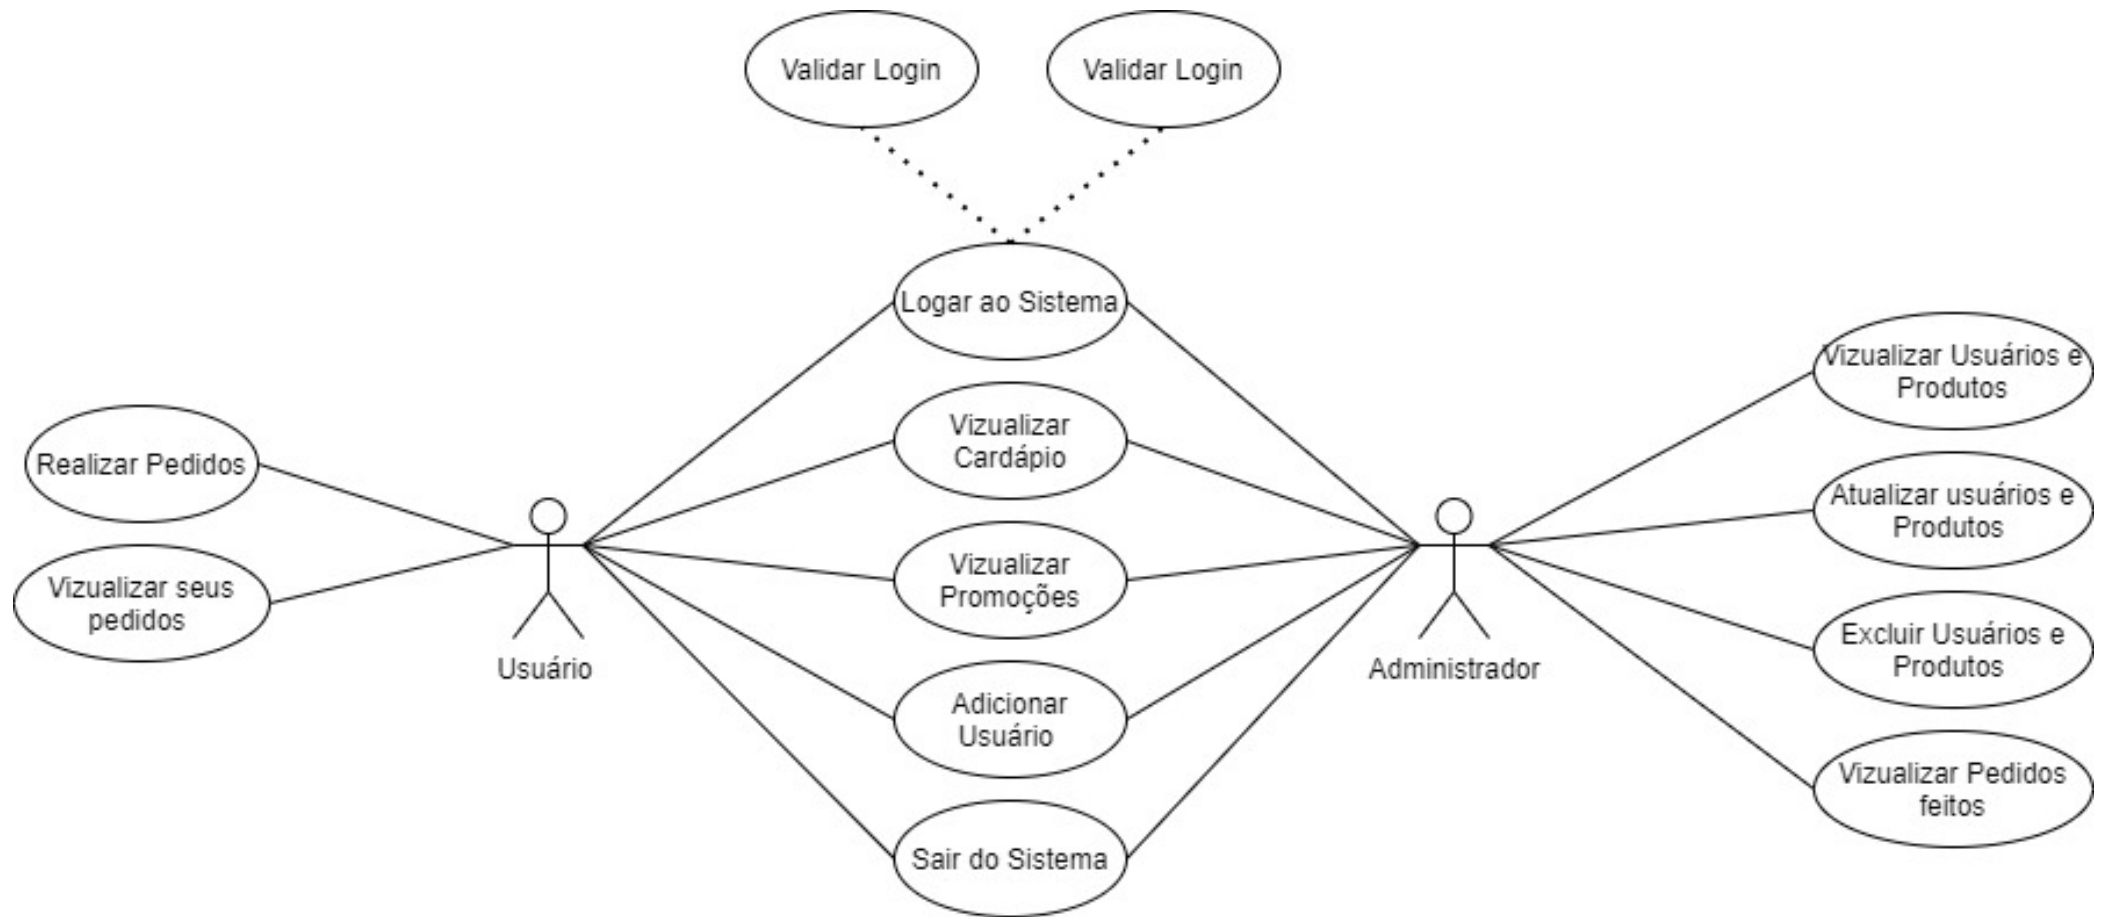 Validar Login
Validar Login
Logar ao Sistema
Vizualizar
Cardápio
Vizualizar
Promoções
Adicionar
Usuário
Sair do Sistema
Realizar Pedidos
Vizualizar seus
pedidos
Usuário
Administrador
Vizualizar Usuários e
Produtos
Atualizar usuários e
Produtos
Excluir Usuários e
Produtos
Vizualizar Pedidos
feitos